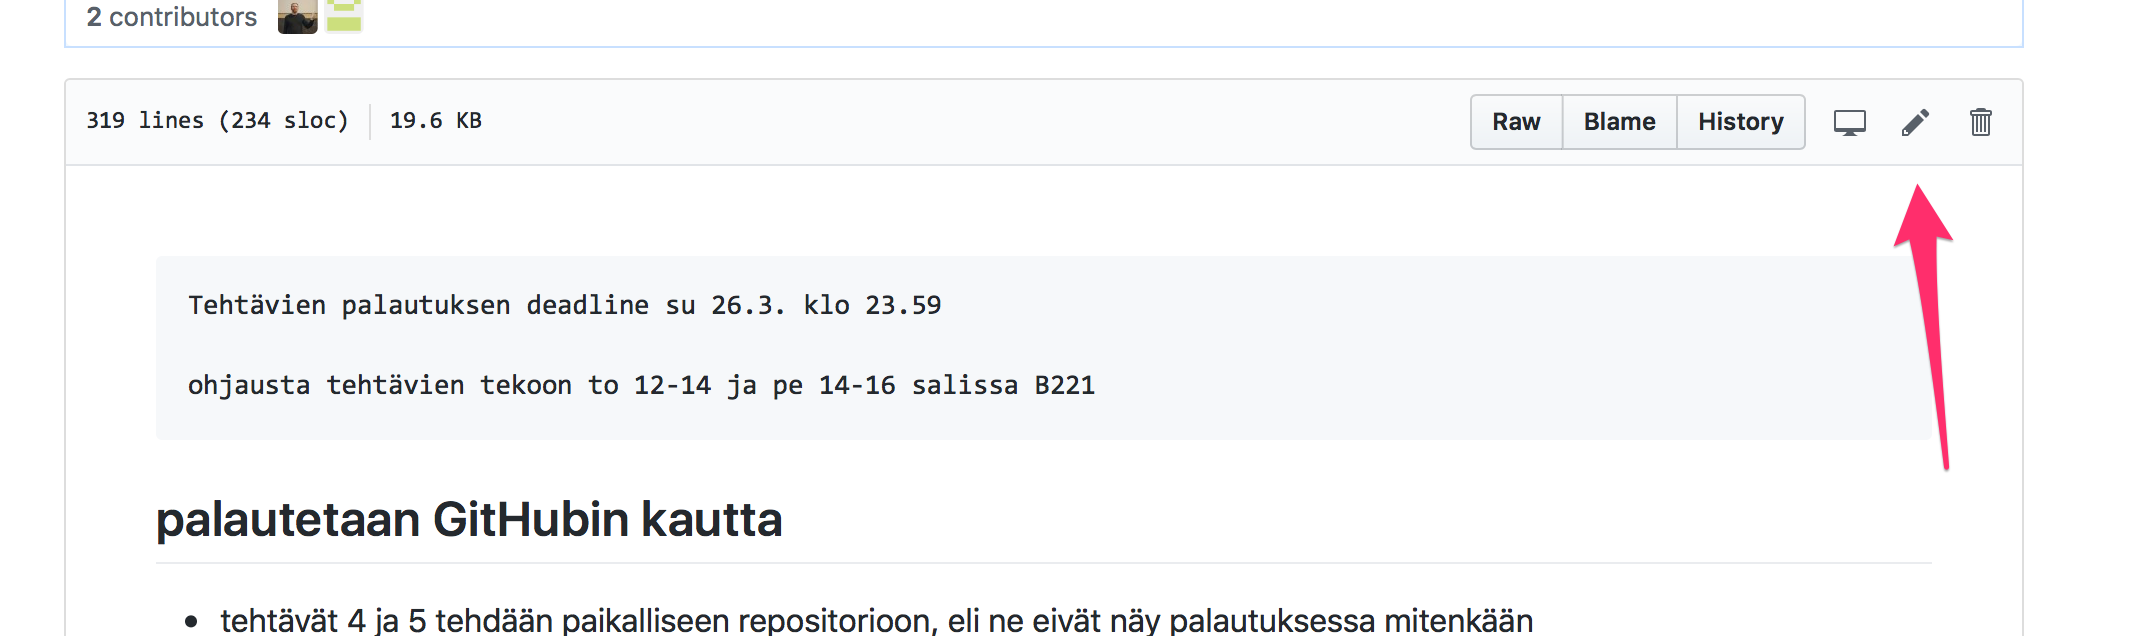 2 contributors
319 lines (234 sloc) 19.6 KB
Raw Blame History
Tehtävien palautuksen deadline su 26.3. klo 23.59
ohjausta tehtävien tekoon to 12-14 ja pe 14-16 salissa B221
palautetaan GitHubin kautta
• tehtävät 4 ja 5 tehdään paikalliseen repositorioon, eli ne eivät näy palautuksessa mitenkään